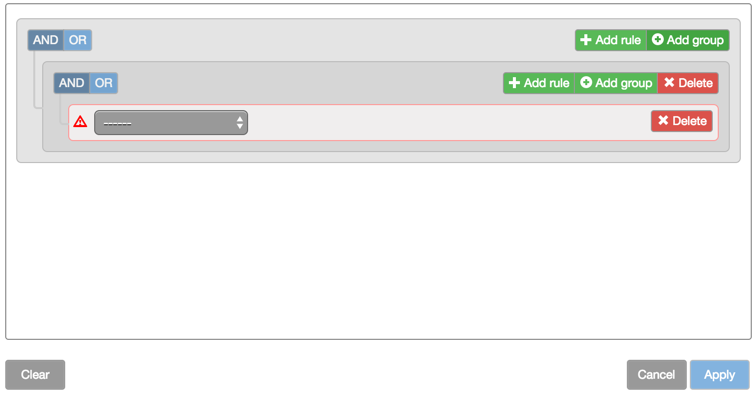 AND OR Add rule Add group
AND OR Add rule Add group Delete
------ Delete
Clear Cancel Apply